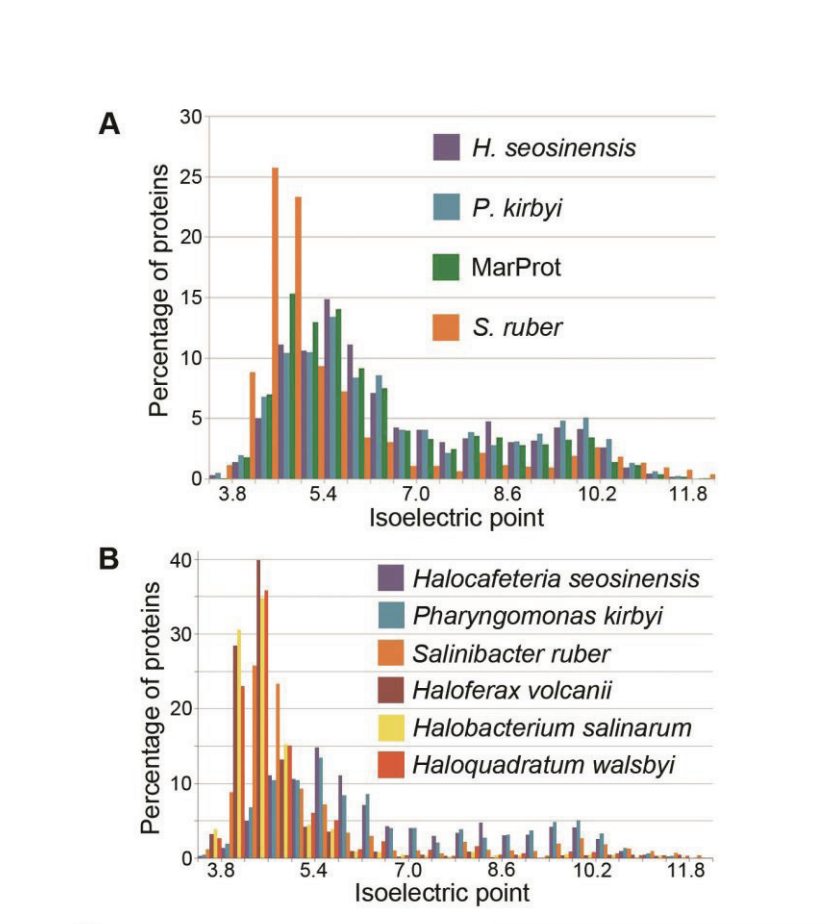 A
30
25
20
15
10
5
0
Percentage of proteins
H. seosinensis
P. kirbyi
MarProt
S. ruber
3.8 5.4 7.0 8.6 10.2 11.8
Isoelectric point
B
40
30
20
10
0
Percentage of proteins
Halocafeteria seosinensis
Pharyngomonas kirbyi
Salinibacter ruber
Haloferax volcanii
Halobacterium salinarum
Haloquadratum walsbyi
3.8 5.4 7.0 8.6 10.2 11.8
Isoelectric point